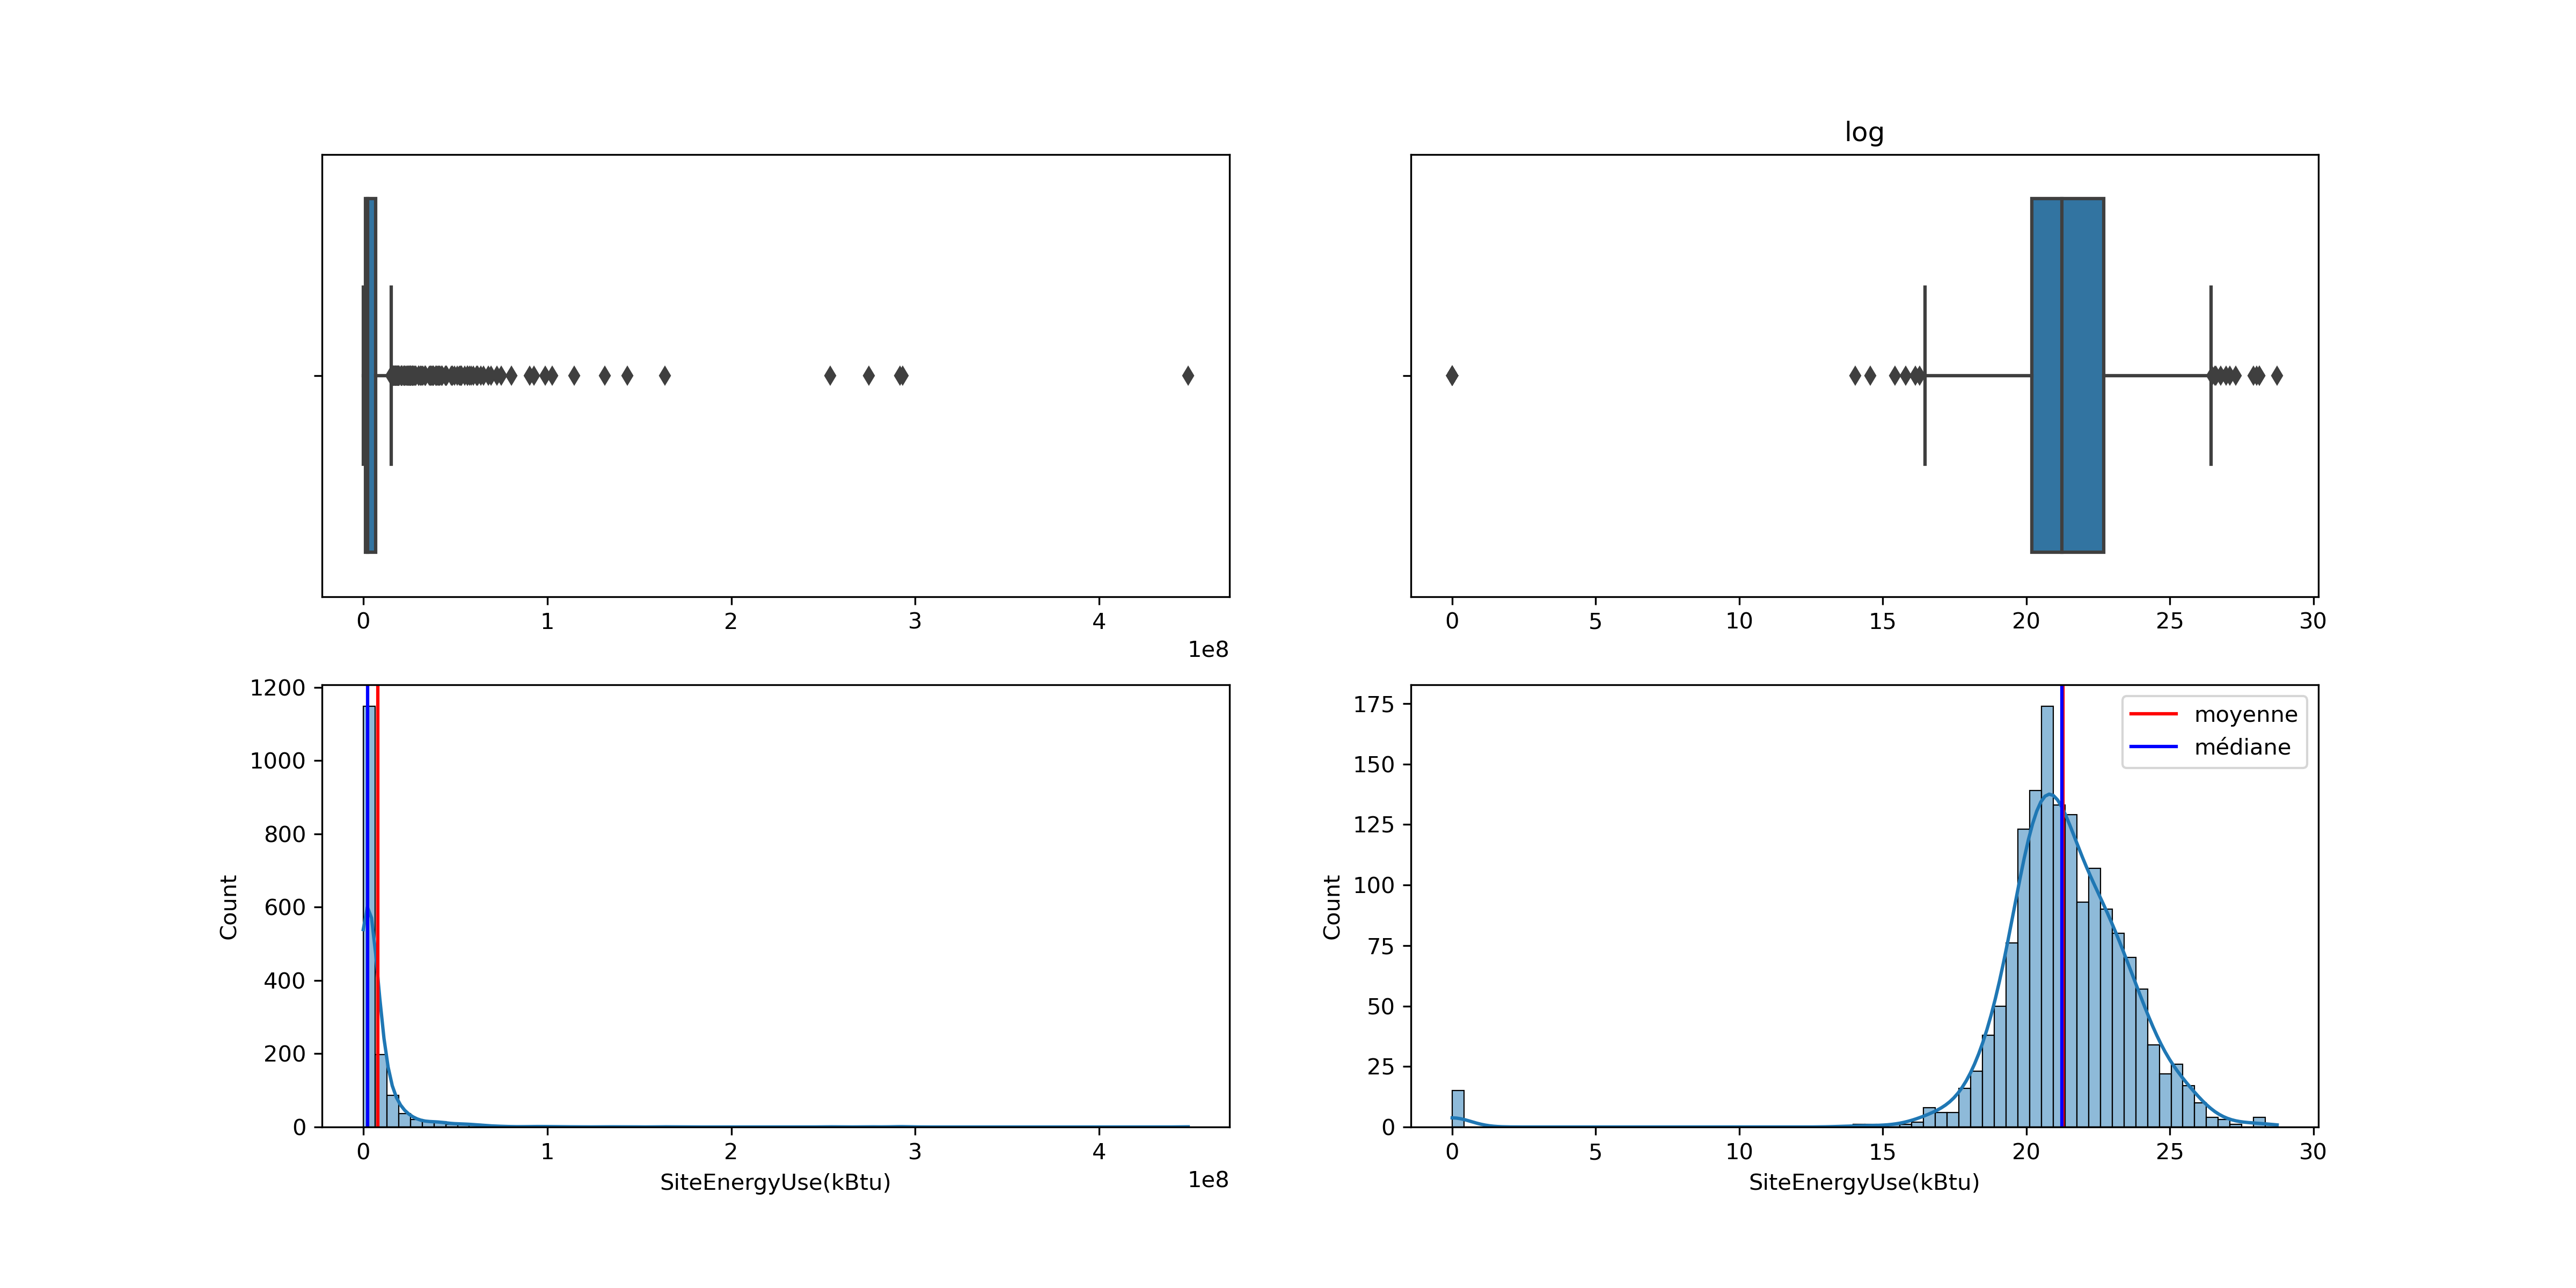 log
0 1 2 3 4
1e8
0 5 10 15 20 25 30
1200
1000
800
600
400
200
0
Count
0 1 2 3 4
1e8
SiteEnergyUse(kBtu)
175
150
125
100
75
50
25
0
Count
moyenne
médiane
0 5 10 15 20 25 30
SiteEnergyUse(kBtu)